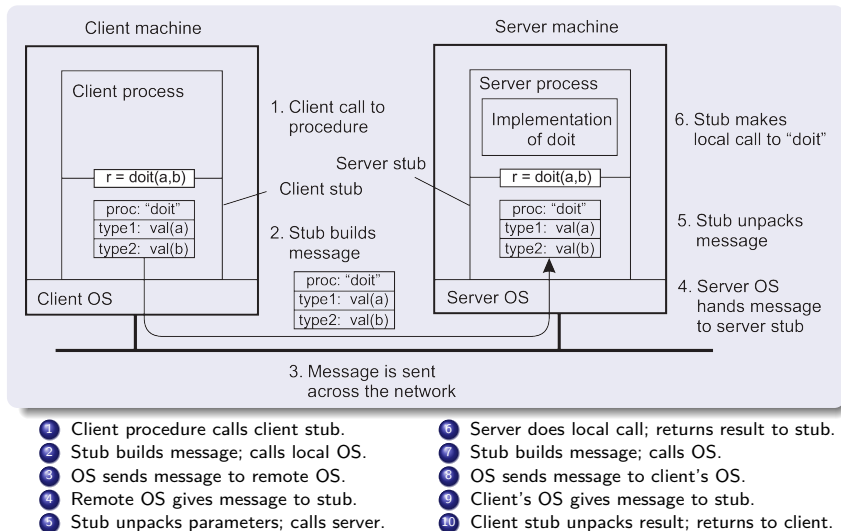 Client machine
Server machine
Client process
1. Client call to
procedure
Server process
Implementation
of doit
6. Stub makes
local call to “doit”
Server stub
r = doit(a,b)
Client stub
r = doit(a,b)
proc: “doit”
type1: val(a)
type2: val(b)
2. Stub builds
message
proc: “doit”
type1: val(a)
type2: val(b)
proc: “doit”
type1: val(a)
type2: val(b)
5. Stub unpacks
message
Client OS
Server OS
4. Server OS
hands message
to server stub
3. Message is sent
across the network
1 Client procedure calls client stub.
2 Stub builds message; calls local OS.
3 OS sends message to remote OS.
4 Remote OS gives message to stub.
5 Stub unpacks parameters; calls server.
6 Server does local call; returns result to stub.
7 Stub builds message; calls OS.
8 OS sends message to client's OS.
9 Client's OS gives message to stub.
10 Client stub unpacks result; returns to client.